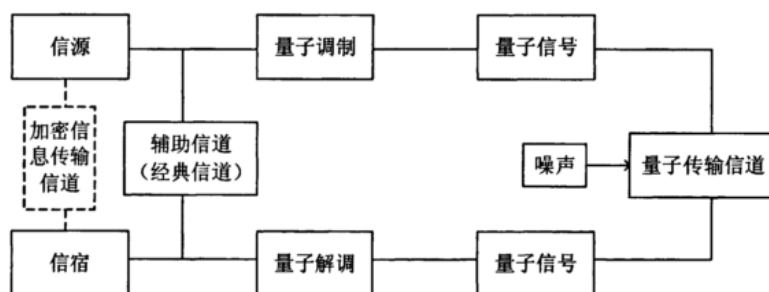 信源
量子调制
量子信号
加密信
息传输
信道
辅助信道
（经典信道）
噪声
量子传输信道
信宿
量子解调
量子信号